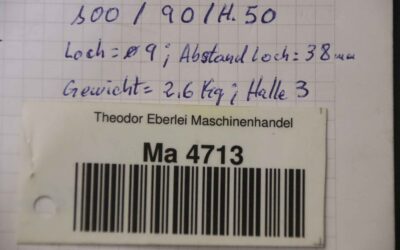 100 / 90 / H. 50
Loch = ø 9 ; Abstand Loch = 38 mm
Gewicht = 2,6 Kg ; Halle 3
Theodor Eberlei Maschinenhandel
Ma 4713